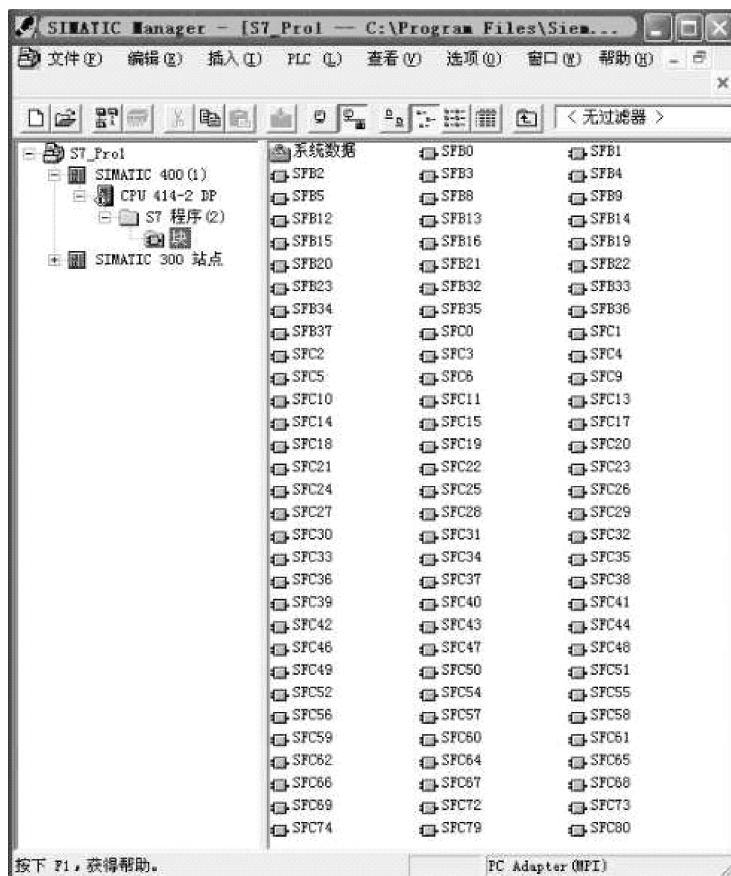 SIMATIC Manager - [S7_Pro1 -- C:\Program Files\Siem...
文件(F) 编辑(E) 插入(I) PLC (L) 查看(V) 选项(O) 窗口(W) 帮助(H)
< 无过滤器 >
S7_Pro1
SIMATIC 400(1)
CPU 414-2 DP
S7 程序(2)
块
SIMATIC 300 站点
系统数据 SFB0 SFB1
SFB2 SFB3 SFB4
SFB5 SFB8 SFB9
SFB12 SFB13 SFB14
SFB15 SFB16 SFB19
SFB20 SFB21 SFB22
SFB23 SFB32 SFB33
SFB34 SFB35 SFB36
SFB37 SFC0 SFC1
SFC2 SFC3 SFC4
SFC5 SFC6 SFC9
SFC10 SFC11 SFC13
SFC14 SFC15 SFC17
SFC18 SFC19 SFC20
SFC21 SFC22 SFC23
SFC24 SFC25 SFC26
SFC27 SFC28 SFC29
SFC30 SFC31 SFC32
SFC33 SFC34 SFC35
SFC36 SFC37 SFC38
SFC39 SFC40 SFC41
SFC42 SFC43 SFC44
SFC46 SFC47 SFC48
SFC49 SFC50 SFC51
SFC52 SFC54 SFC55
SFC56 SFC57 SFC58
SFC59 SFC60 SFC61
SFC62 SFC64 SFC65
SFC66 SFC67 SFC68
SFC69 SFC72 SFC73
SFC74 SFC79 SFC80
按下 F1，获得帮助。 PC Adapter(MPI)